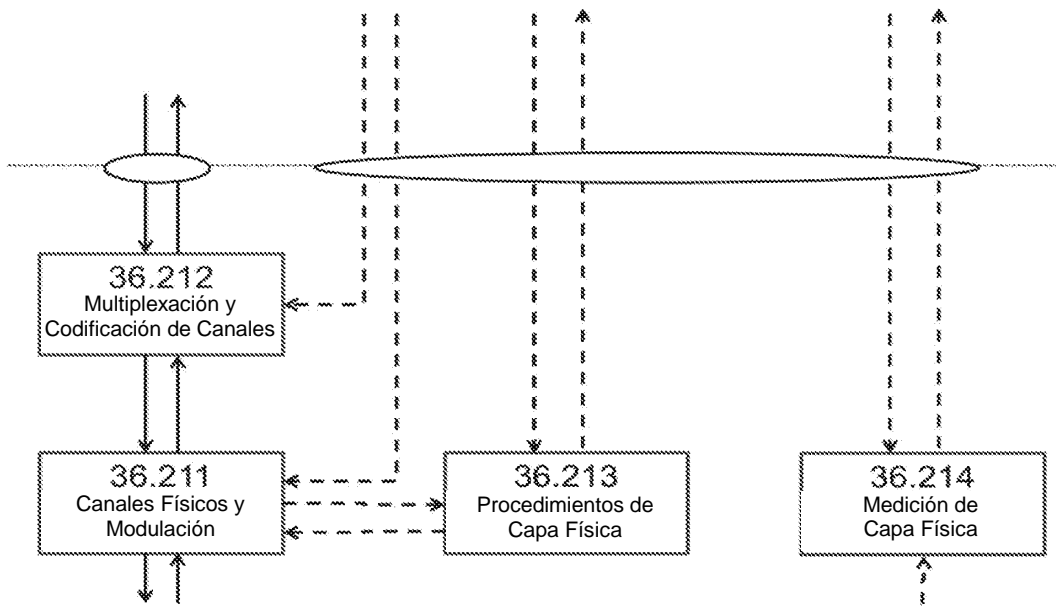 36.212
Multiplexación y
Codificación de Canales
36.211
Canales Físicos y
Modulación
36.213
Procedimientos de
Capa Física
36.214
Medición de
Capa Física